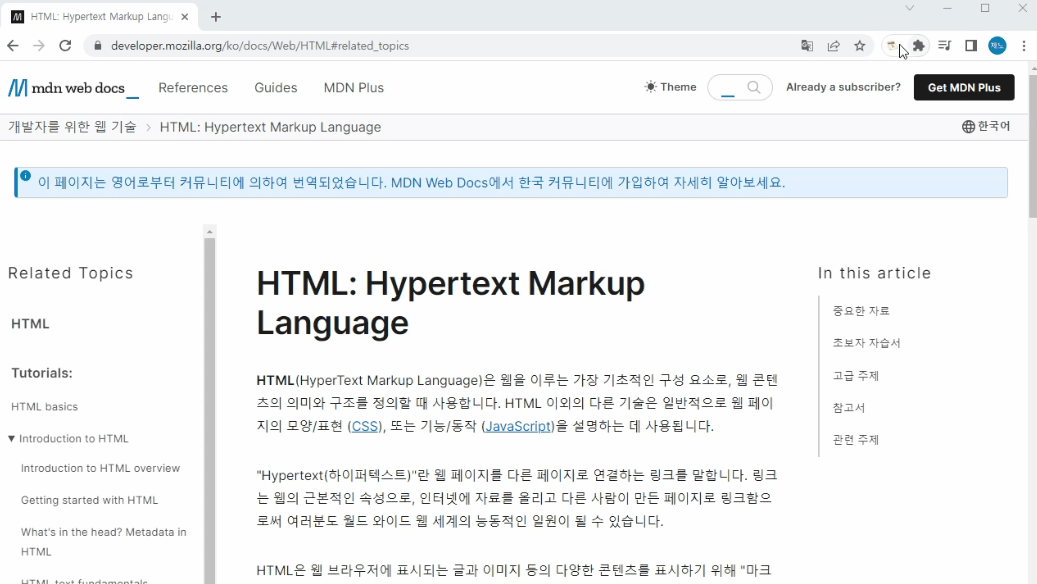 HTML: Hypertext Markup Langu
developer.mozilla.org/ko/docs/Web/HTML#related_topics
mdn web docs
References
Guides
MDN Plus
Theme
Already a subscriber?
Get MDN Plus
개발자를 위한 웹 기술 › HTML: Hypertext Markup Language
한국어
이 페이지는 영어로부터 커뮤니티에 의하여 번역되었습니다. MDN Web Docs에서 한국 커뮤니티에 가입하여 자세히 알아보세요.
Related Topics
HTML
Tutorials:
HTML basics
Introduction to HTML
Introduction to HTML overview
Getting started with HTML
What's in the head? Metadata in
HTML
HTML text fundamentals
HTML: Hypertext Markup
Language
HTML(HyperText Markup Language)은 웹을 이루는 가장 기초적인 구성 요소로, 웹 콘텐
츠의 의미와 구조를 정의할 때 사용합니다. HTML 이외의 다른 기술은 일반적으로 웹 페이
지의 모양/표현 (CSS), 또는 기능/동작 (JavaScript)을 설명하는 데 사용됩니다.
"Hypertext(하이퍼텍스트)"란 웹 페이지를 다른 페이지로 연결하는 링크를 말합니다. 링크
는 웹의 근본적인 속성으로, 인터넷에 자료를 올리고 다른 사람이 만든 페이지로 링크함으
로써 여러분도 월드 와이드 웹 세계의 능동적인 일원이 될 수 있습니다.
HTML은 웹 브라우저에 표시되는 글과 이미지 등의 다양한 콘텐츠를 표시하기 위해 "마크
In this article
중요한 자료
초보자 자습서
고급 주제
참고서
관련 주제